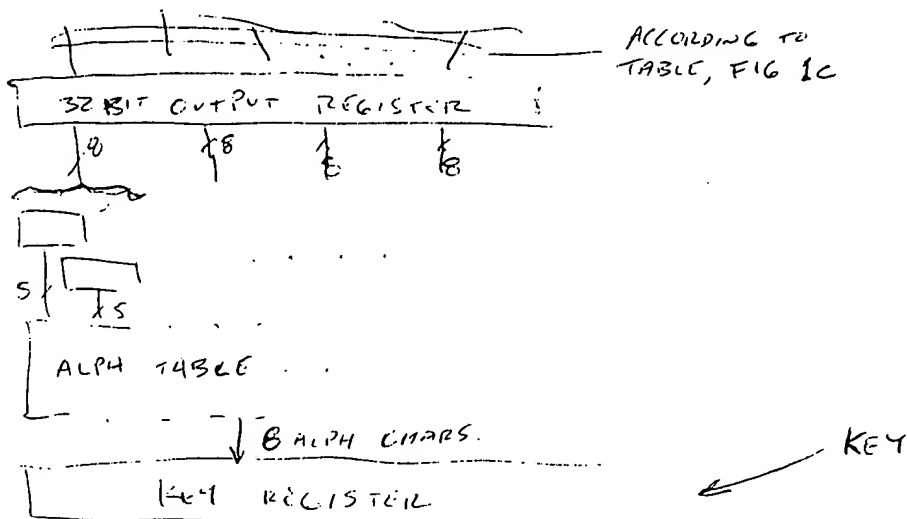 ACCORDING TO
TABLE, FIG 1C
32 BIT OUTPUT REGISTER
8 8 8 8
5
5
ALPH TABLE
8 ALPH CHARS.
KEY
KEY REGISTER